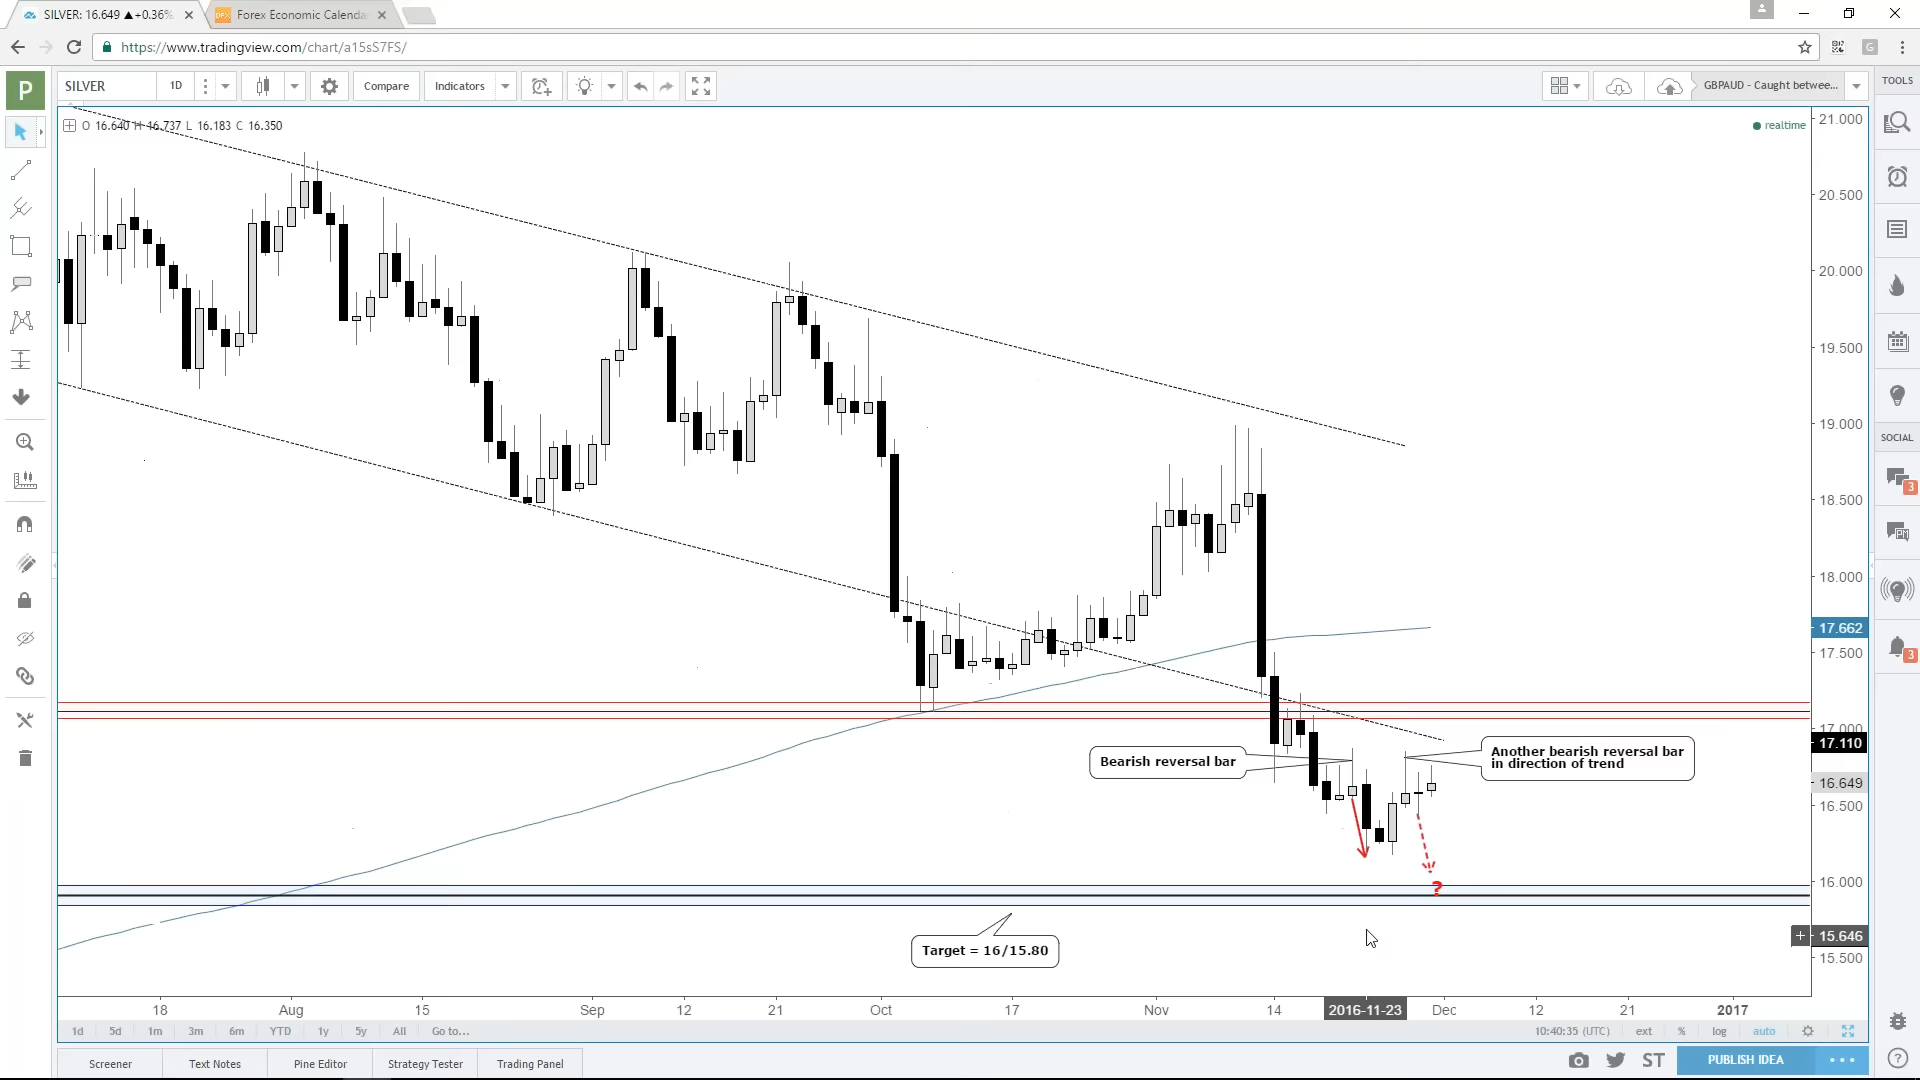 SILVER: 16.649 ▲+0.36%
Forex Economic Calenda
https://www.tradingview.com/chart/a15sS7FS/
P
SILVER
1D
Compare
Indicators
GBPAUD - Caught betwee...
TOOLS
O 16.640 H 16.737 L 16.183 C 16.350
realtime
21.000
20.500
20.000
19.500
19.000
18.500
18.000
17.662
17.500
17.000
17.110
16.649
16.500
16.000
15.646
15.500
SOCIAL
3
3
Bearish reversal bar
Another bearish reversal bar
in direction of trend
?
Target = 16/15.80
18
Aug
15
Sep
12
21
Oct
17
Nov
14
2016-11-23
Dec
12
21
2017
1d
5d
1m
3m
6m
YTD
1y
5y
All
Go to...
10:40:35 (UTC)
ext
%
log
auto
Screener
Text Notes
Pine Editor
Strategy Tester
Trading Panel
ST
PUBLISH IDEA